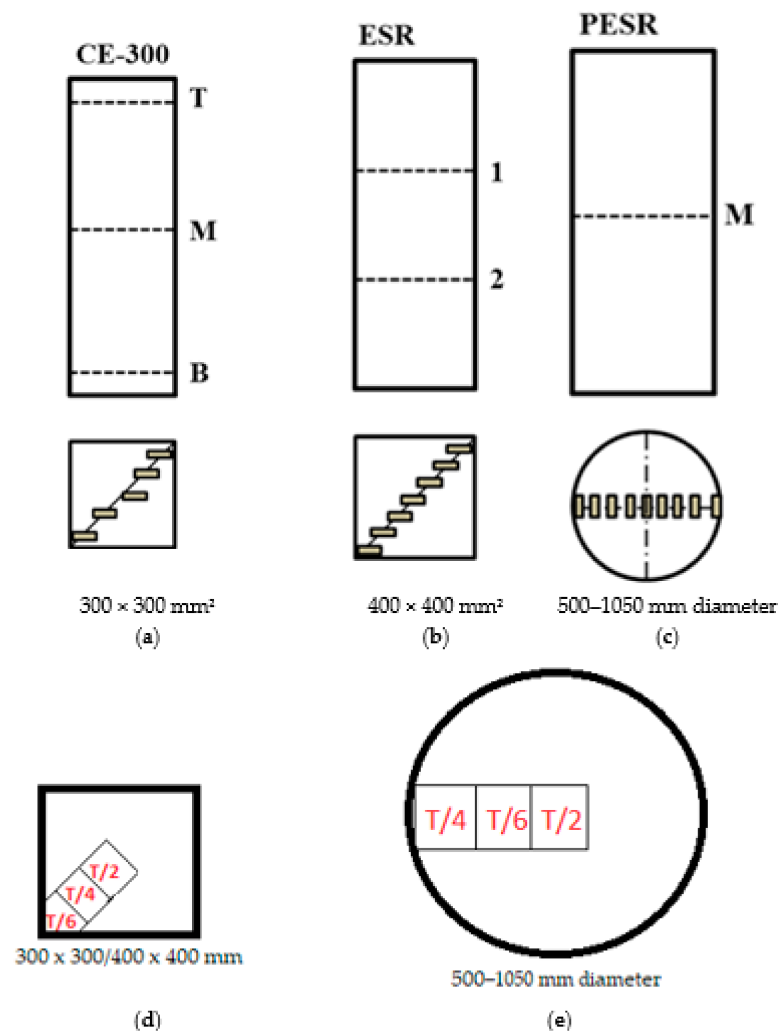 CE-300
T
M
B
ESR
1
2
PESR
M
300 × 300 mm²
(a)
400 × 400 mm²
(b)
500–1050 mm diameter
(c)
T/2
T/4
T/6
300 x 300/400 x 400 mm
(d)
T/4 T/6 T/2
500–1050 mm diameter
(e)